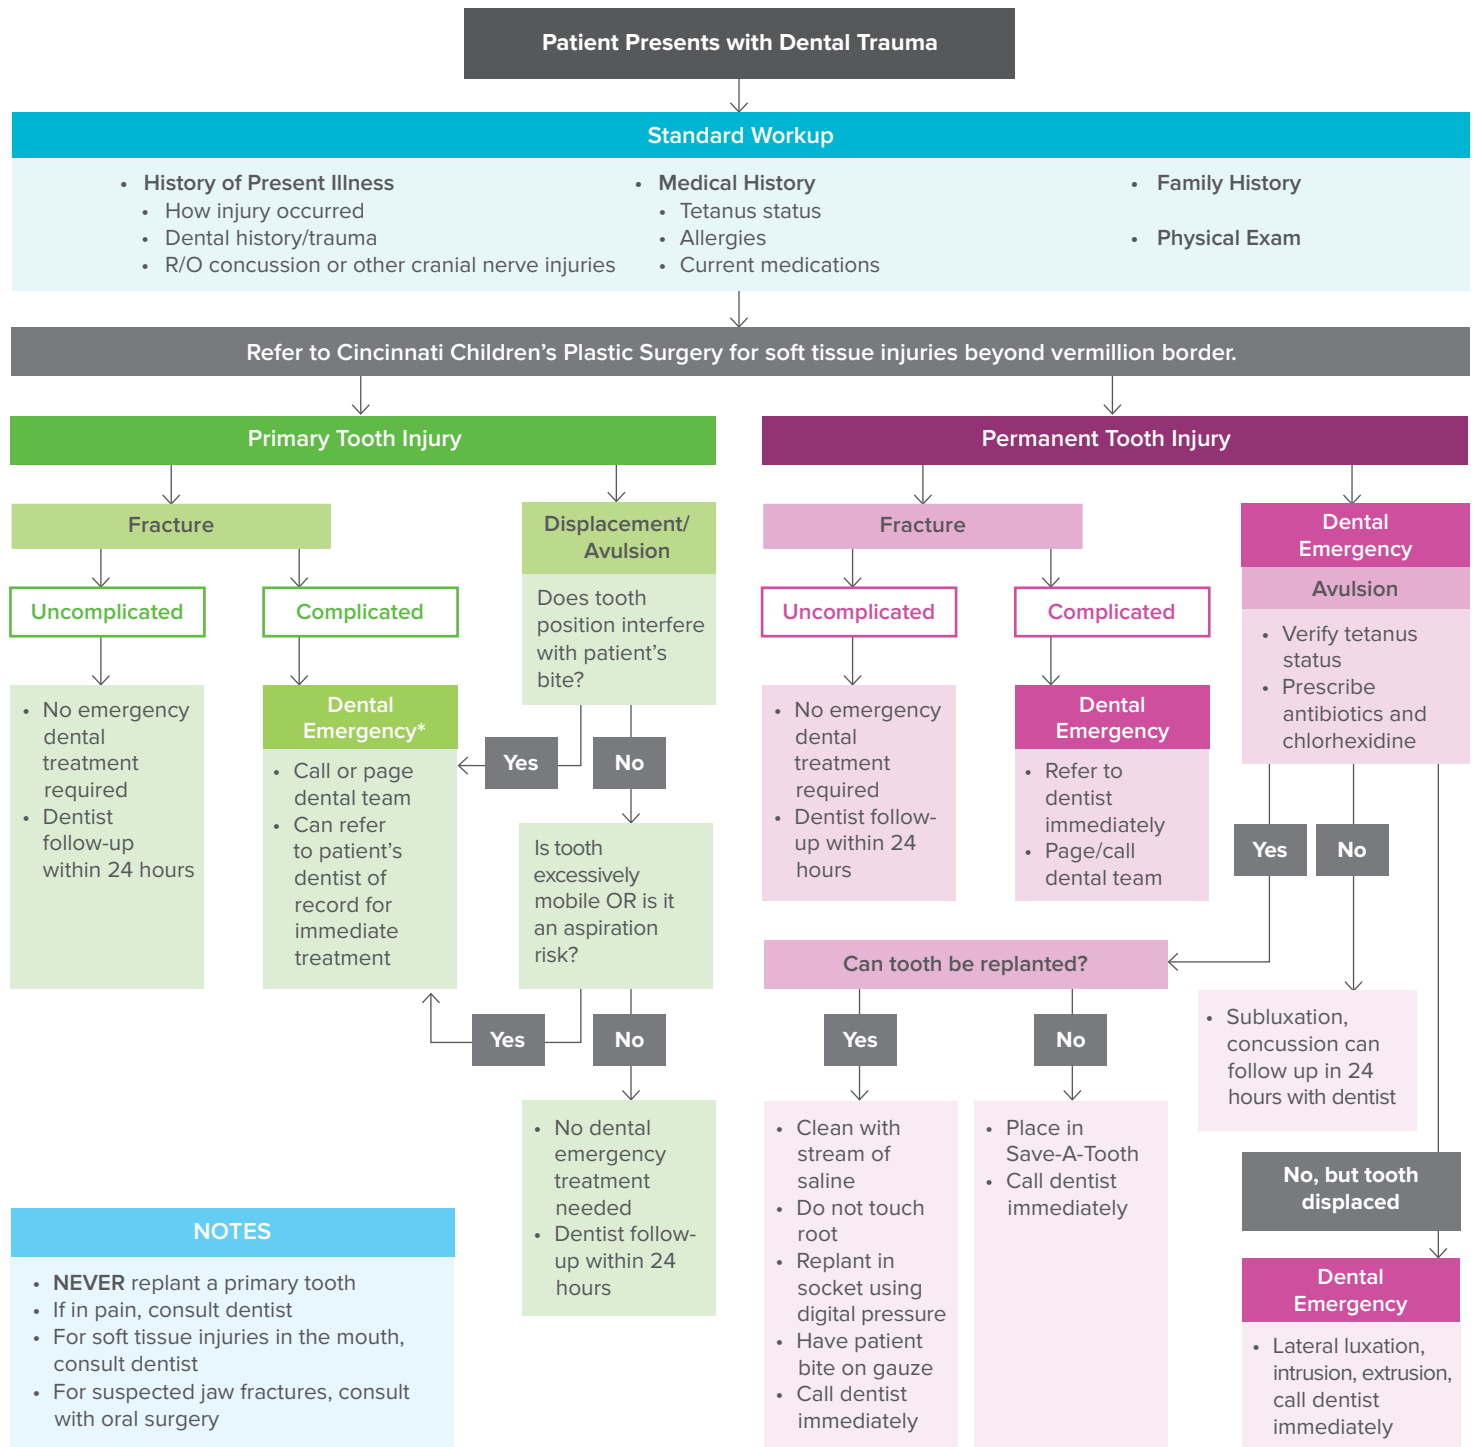 Patient Presents with Dental Trauma
Standard Workup
• History of Present Illness
• How injury occurred
• Dental history/trauma
• R/O concussion or other cranial nerve injuries
• Medical History
• Tetanus status
• Allergies
• Current medications
• Family History
• Physical Exam
Refer to Cincinnati Children's Plastic Surgery for soft tissue injuries beyond vermillion border.
Primary Tooth Injury
Fracture
Uncomplicated
• No emergency
dental
treatment
required
• Dentist
follow-up
within 24 hours
Complicated
Dental
Emergency*
• Call or page
dental team
• Can refer
to patient's
dentist of
record for
immediate
treatment
Displacement/
Avulsion
Does tooth
position interfere
with patient's
bite?
Yes
No
Is tooth
excessively
mobile OR is it
an aspiration
risk?
Yes
No
• No dental
emergency
treatment
needed
• Dentist follow-
up within 24
hours
Permanent Tooth Injury
Fracture
Uncomplicated
• No emergency
dental
treatment
required
• Dentist follow-
up within 24
hours
Complicated
Dental
Emergency
• Refer to
dentist
immediately
• Page/call
dental team
Dental
Emergency
Avulsion
• Verify tetanus
status
• Prescribe
antibiotics and
chlorhexidine
Yes
No
Can tooth be replanted?
Yes
No
• Clean with
stream of
saline
• Do not touch
root
• Replant in
socket using
digital pressure
• Have patient
bite on gauze
• Call dentist
immediately
• Place in
Save-A-Tooth
• Call dentist
immediately
• Subluxation,
concussion can
follow up in 24
hours with dentist
No, but tooth
displaced
Dental
Emergency
• Lateral luxation,
intrusion, extrusion,
call dentist
immediately
NOTES
• NEVER replant a primary tooth
• If in pain, consult dentist
• For soft tissue injuries in the mouth,
consult dentist
• For suspected jaw fractures, consult
with oral surgery